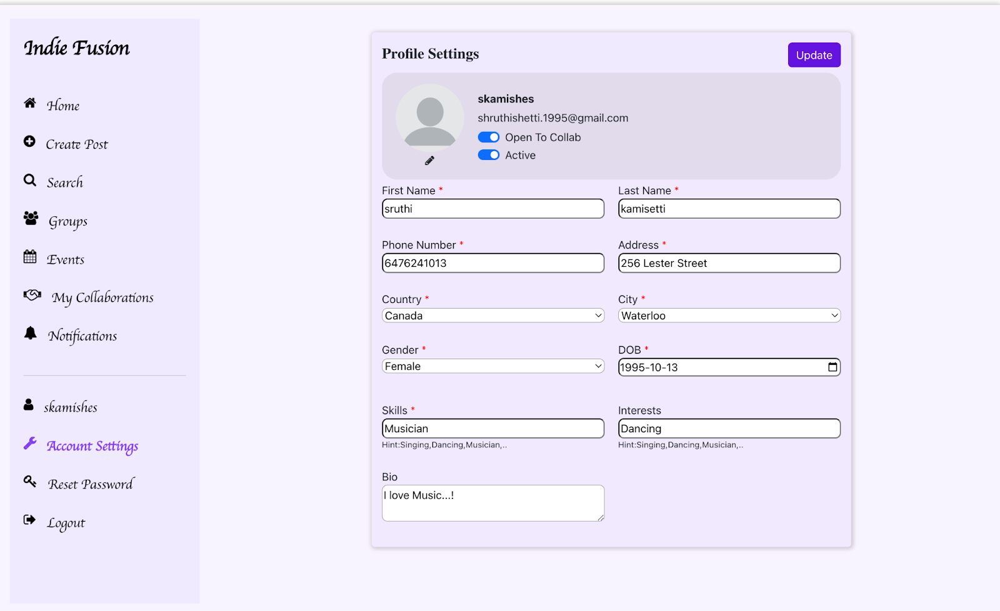 Indie Fusion
Home
Create Post
Search
Groups
Events
My Collaborations
Notifications
skamishes
Account Settings
Reset Password
Logout
Profile Settings
Update
skamishes
shruthishetti.1995@gmail.com
Open To Collab
Active
First Name *
sruthi
Last Name *
kamisetti
Phone Number *
6476241013
Address *
256 Lester Street
Country *
Canada
City *
Waterloo
Gender *
Female
DOB *
1995-10-13
Skills *
Musician
Hint:Singing,Dancing,Musician,..
Interests
Dancing
Hint:Singing,Dancing,Musician,..
Bio
I love Music...!